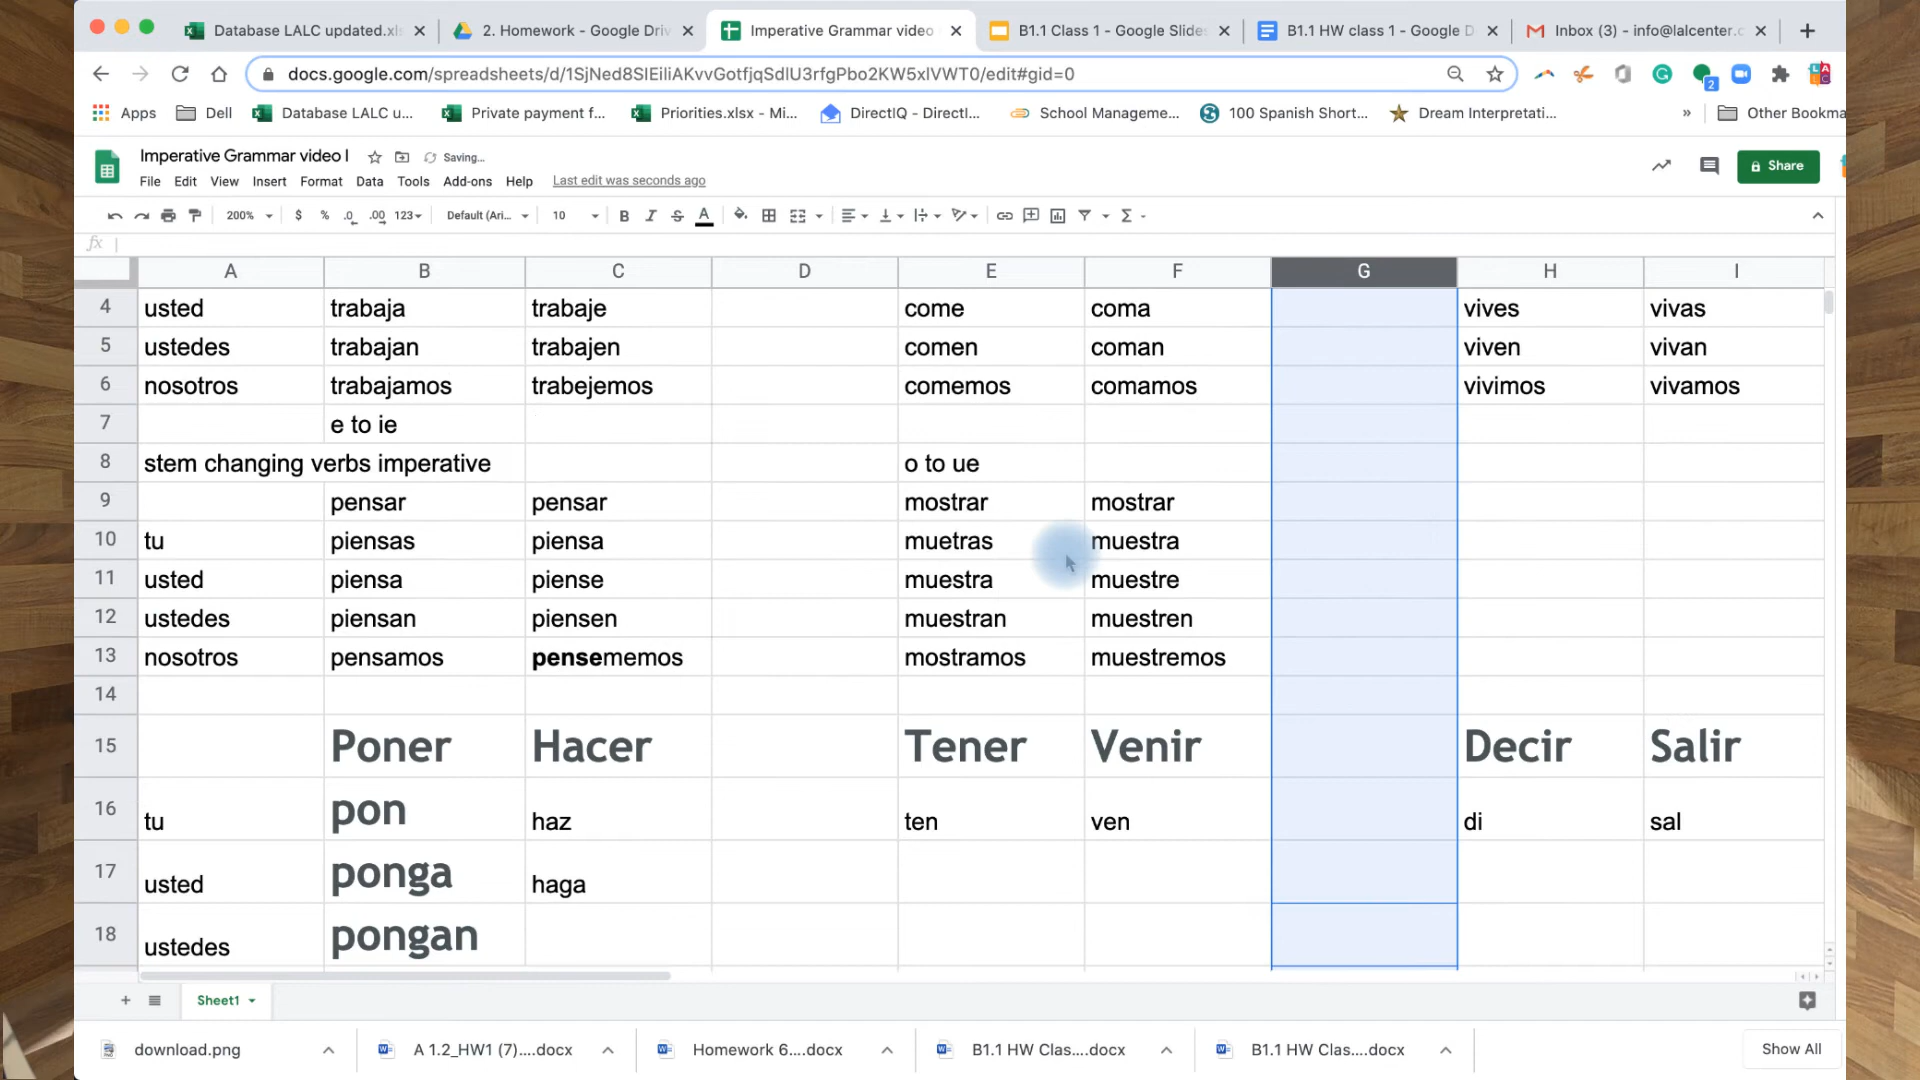 Database LALC updated.xls
2. Homework - Google Driv
Imperative Grammar video
B1.1 Class 1 - Google Slides
B1.1 HW class 1 - Google D
Inbox (3) - info@lalcenter.c
docs.google.com/spreadsheets/d/1SjNed8SIEiliAKvvGotfjqSdlU3rfgPbo2KW5xlVWT0/edit#gid=0
2
Apps
Dell
Database LALC u...
Private payment f...
Priorities.xlsx - Mi...
DirectIQ - DirectI...
School Manageme...
100 Spanish Short...
Dream Interpretati...
»
Other Bookma
Imperative Grammar video I
Saving...
Share
File Edit View Insert Format Data Tools Add-ons Help Last edit was seconds ago
200% $ % .0 .00 123 Default (Ari... 10 B I S A Σ
fx
A B C D E F G H I
4 usted trabaja trabaje come coma vives vivas
5 ustedes trabajan trabajen comen coman viven vivan
6 nosotros trabajamos trabejemos comemos comamos vivimos vivamos
7 e to ie
8 stem changing verbs imperative o to ue
9 pensar pensar mostrar mostrar
10 tu piensas piensa muetras muestra
11 usted piensa piense muestra muestre
12 ustedes piensan piensen muestran muestren
13 nosotros pensamos pensememos mostramos muestremos
14
15 Poner Hacer Tener Venir Decir Salir
16 tu pon haz ten ven di sal
17 usted ponga haga
18 ustedes pongan
Sheet1
download.png
A 1.2_HW1 (7)....docx
Homework 6....docx
B1.1 HW Clas....docx
B1.1 HW Clas....docx
Show All